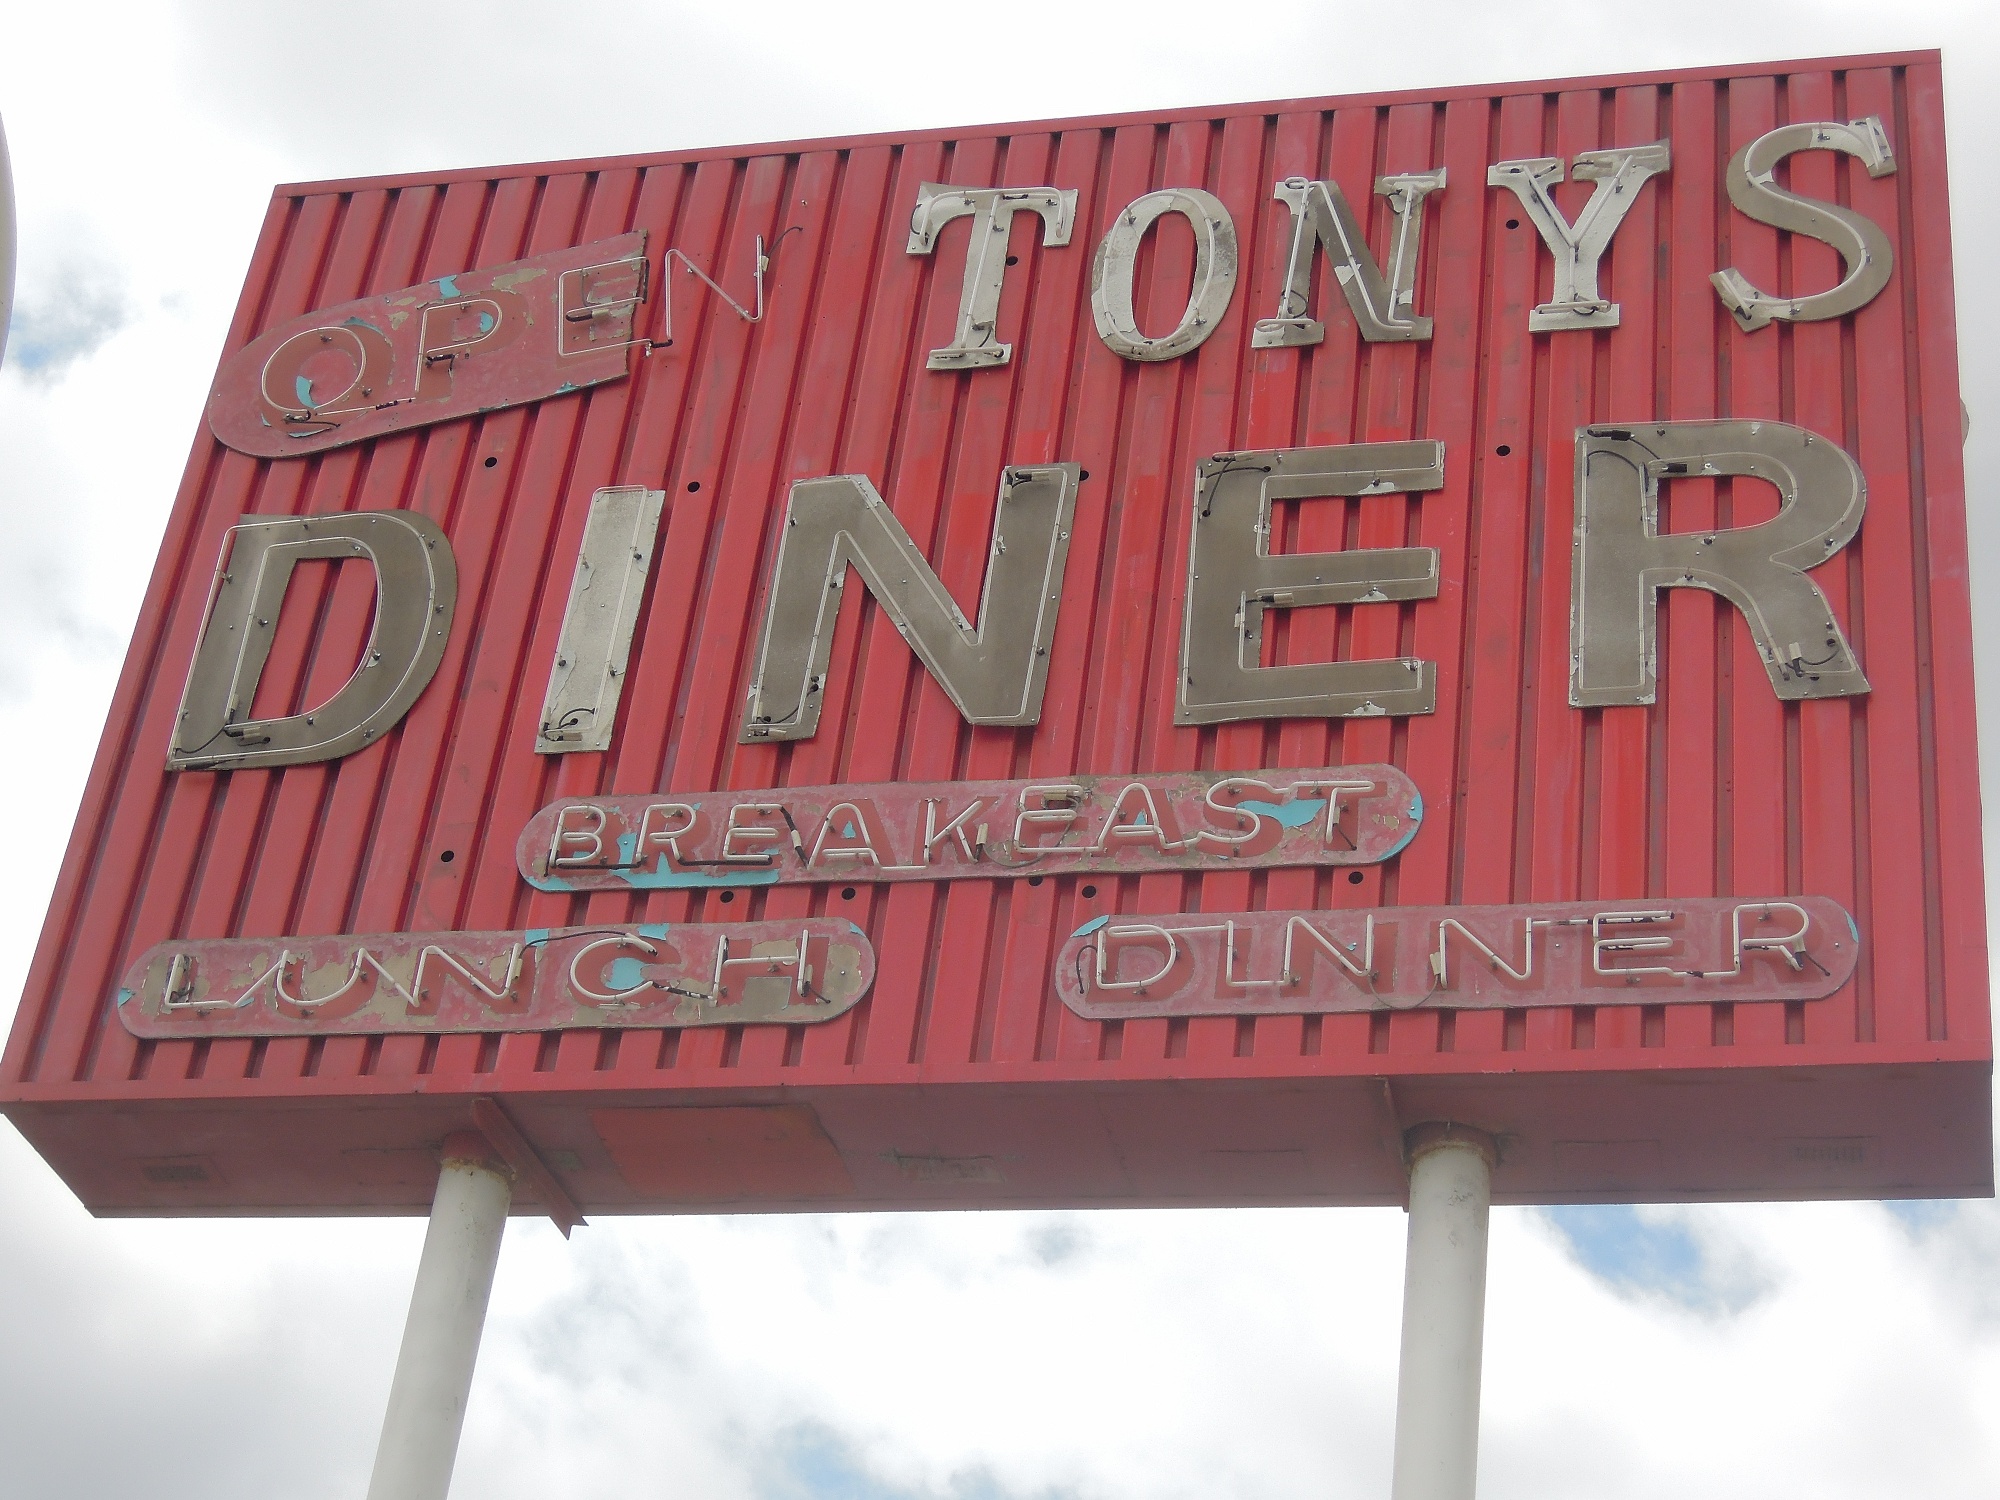 OPEN TONYS
DINER
BREAKFAST
LUNCH DINNER